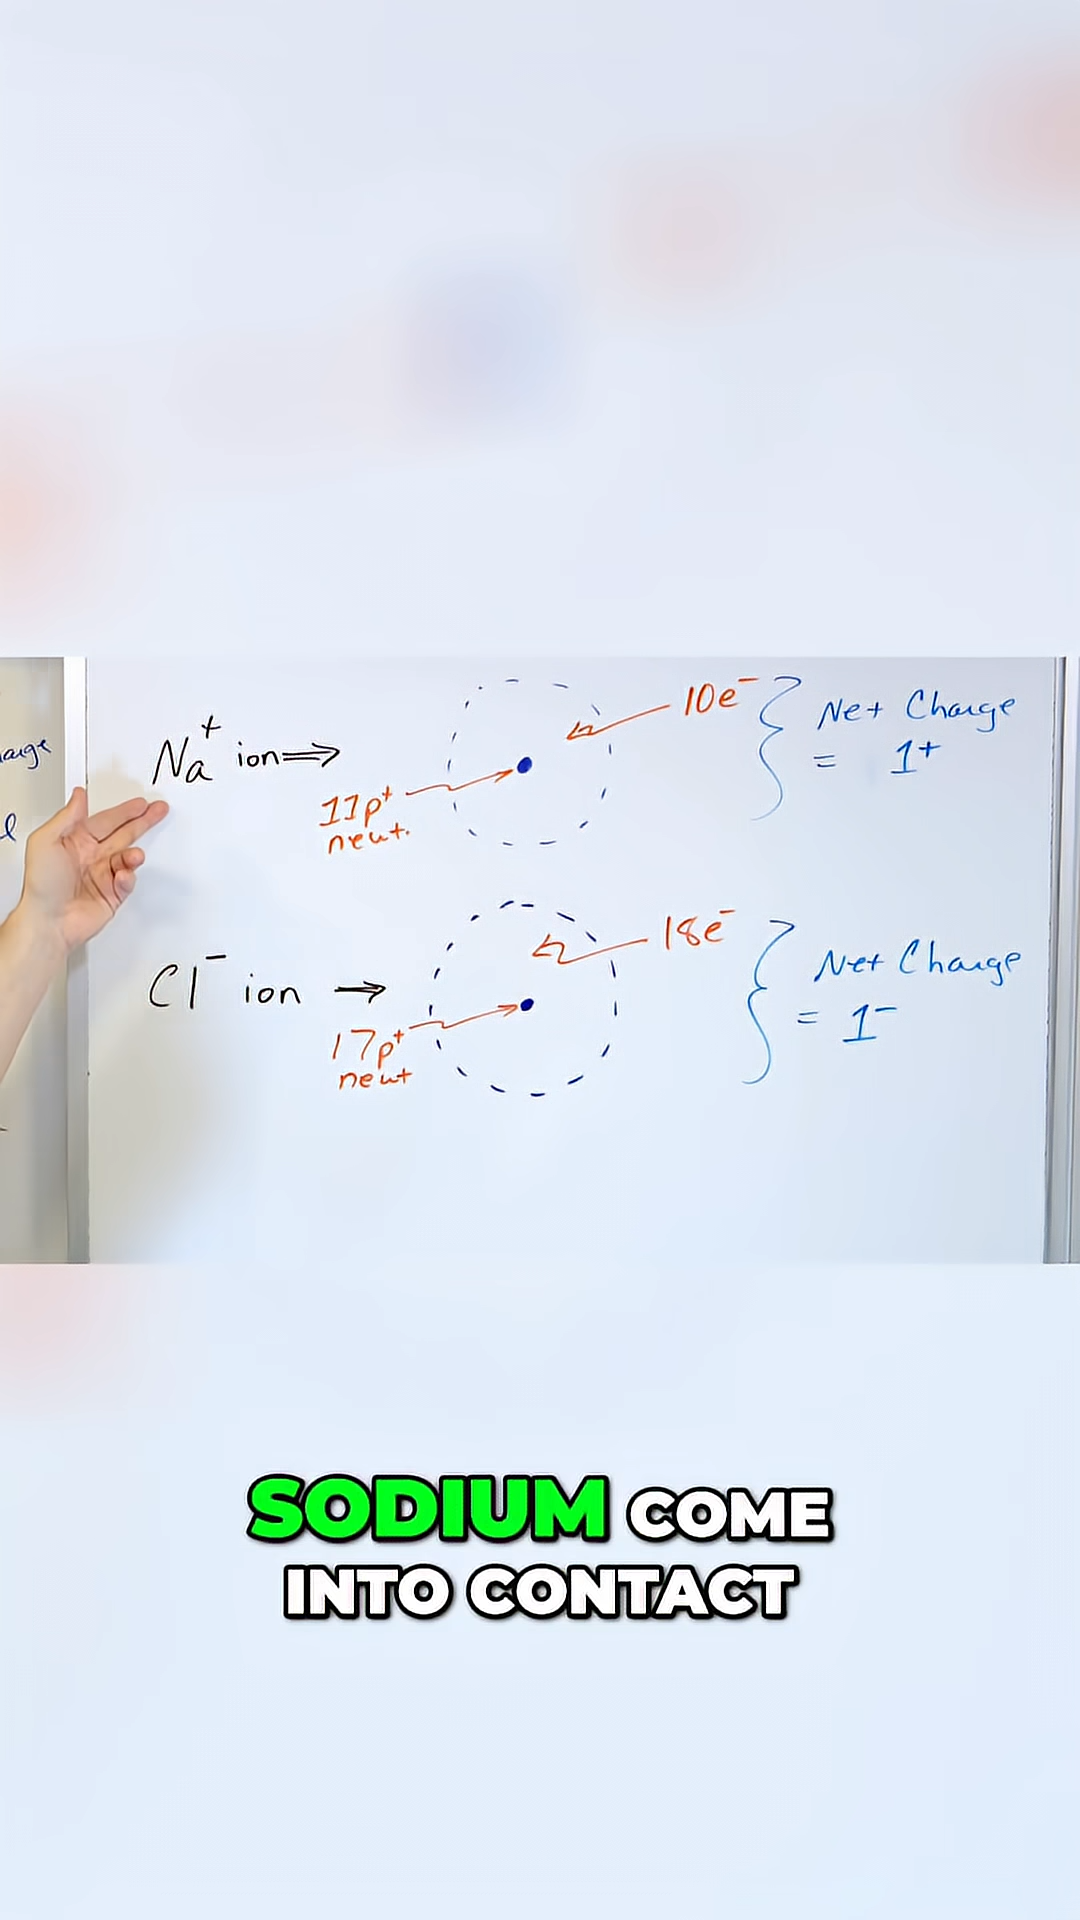 Na⁺ ion ⟹
10e⁻
11p⁺
neut.
Net Charge
= 1⁺
Cl⁻ ion →
18e⁻
17p⁺
neut
Net Charge
= 1⁻
SODIUM COME
INTO CONTACT